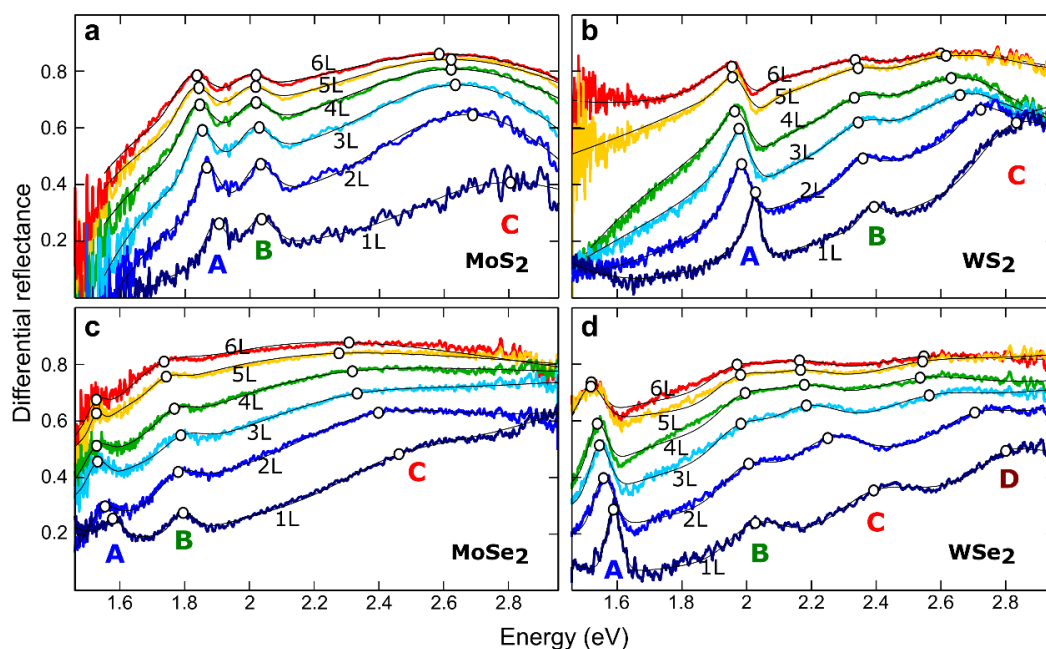 a
0.8
0.6
0.4
0.2
6L
5L
4L
3L
2L
1L
A
B
C
MoS2
b
6L
5L
4L
3L
2L
1L
A
B
C
WS2
Differential reflectance
c
0.8
0.6
0.4
0.2
6L
5L
4L
3L
2L
1L
A
B
C
MoSe2
1.6 1.8 2 2.2 2.4 2.6 2.8
d
6L
5L
4L
3L
2L
1L
A
B
C
D
WSe2
1.6 1.8 2 2.2 2.4 2.6 2.8
Energy (eV)